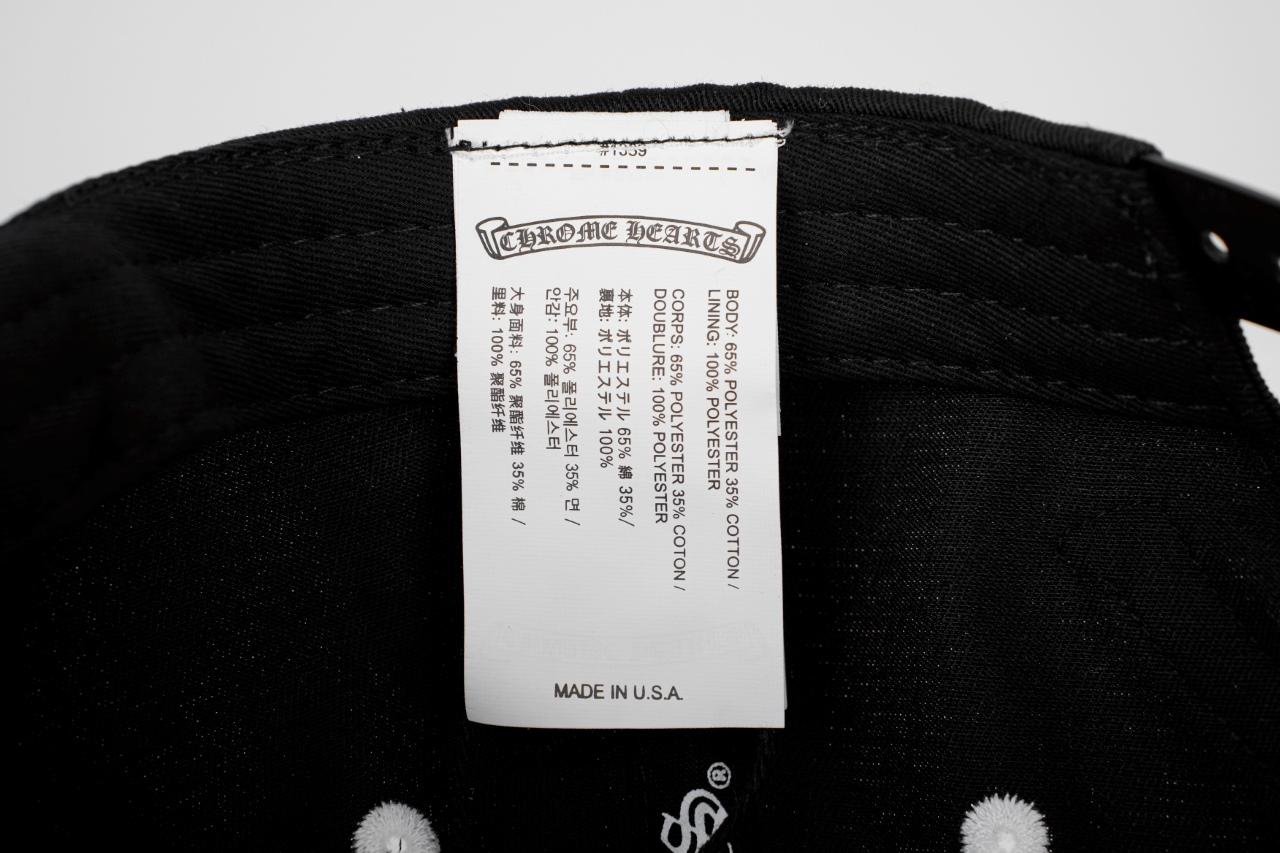 #1339
CHROME HEARTS
BODY: 65% POLYESTER 35% COTTON /
LINING: 100% POLYESTER
CORPS: 65% POLYESTER 35% COTON /
DOUBLURE: 100% POLYESTER
本体: ポリエステル 65% 綿 35%/
裏地: ポリエステル 100%
주요부: 65% 폴리에스터 35% 면 /
안감: 100% 폴리에스터
大身面料: 65% 聚酯纤维 35% 棉 /
里料: 100% 聚酯纤维
MADE IN U.S.A.
S®